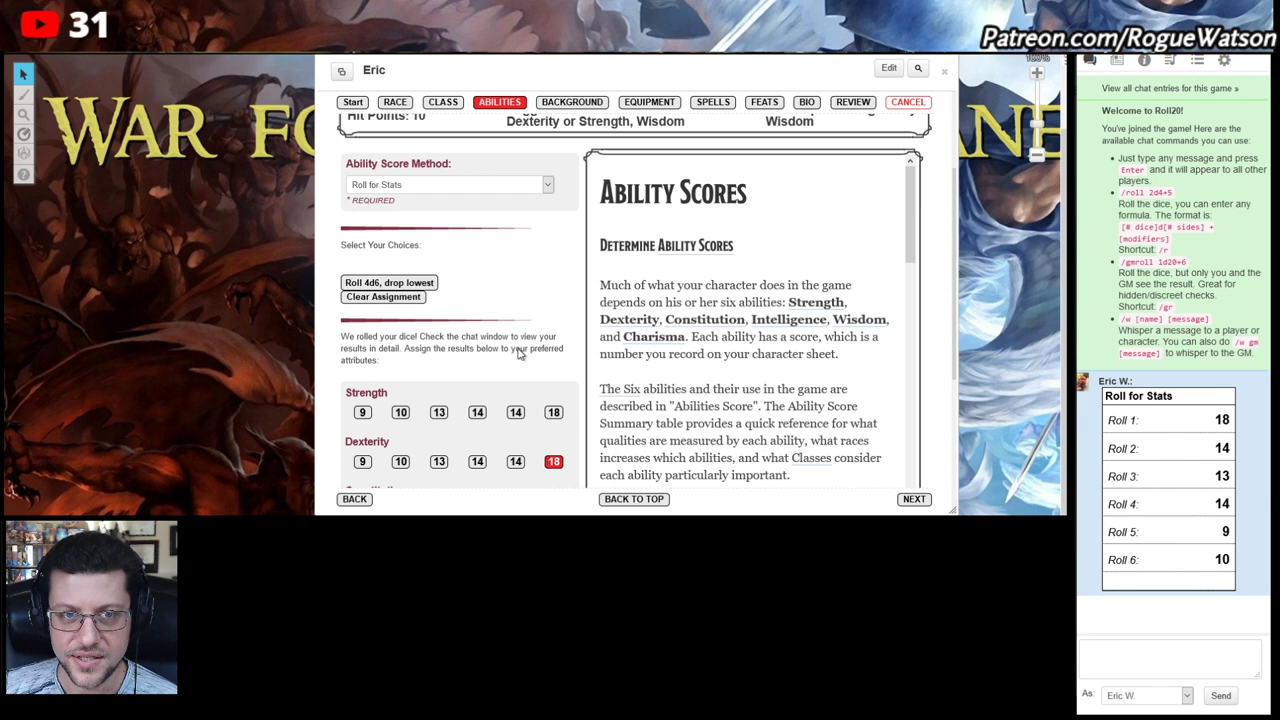 31
Patreon.com/RogueWatson
WAR FO
ANE
Eric
Edit
Start RACE CLASS ABILITIES BACKGROUND EQUIPMENT SPELLS FEATS BIO REVIEW CANCEL
Hit Points: 10
Dexterity or Strength, Wisdom
Wisdom
Ability Score Method:
Roll for Stats
* REQUIRED
Select Your Choices:
Roll 4d6, drop lowest
Clear Assignment
We rolled your dice! Check the chat window to view your
results in detail. Assign the results below to your preferred
attributes:
Strength
9 10 13 14 14 18
Dexterity
9 10 13 14 14 18
ABILITY SCORES
DETERMINE ABILITY SCORES
Much of what your character does in the game
depends on his or her six abilities: Strength,
Dexterity, Constitution, Intelligence, Wisdom,
and Charisma. Each ability has a score, which is a
number you record on your character sheet.
The Six abilities and their use in the game are
described in "Abilities Score". The Ability Score
Summary table provides a quick reference for what
qualities are measured by each ability, what races
increases which abilities, and what Classes consider
each ability particularly important.
BACK
BACK TO TOP
NEXT
100%
View all chat entries for this game »
Welcome to Roll20!
You've joined the game! Here are the
available chat commands you can use:
• Just type any message and press
Enter and it will appear to all other
players.
• /roll 2d4+5
Roll the dice, you can enter any
formula. The format is:
[# dice]d[# sides] +
[modifiers]
Shortcut: /r
• /gmroll 1d20+6
Roll the dice, but only you and the
GM see the result. Great for
hidden/discreet checks.
Shortcut: /gr
• /w [name] [message]
Whisper a message to a player or
character. You can also do /w gm
[message] to whisper to the GM.
Eric W.:
Roll for Stats
Roll 1: 18
Roll 2: 14
Roll 3: 13
Roll 4: 14
Roll 5: 9
Roll 6: 10
As: Eric W. Send